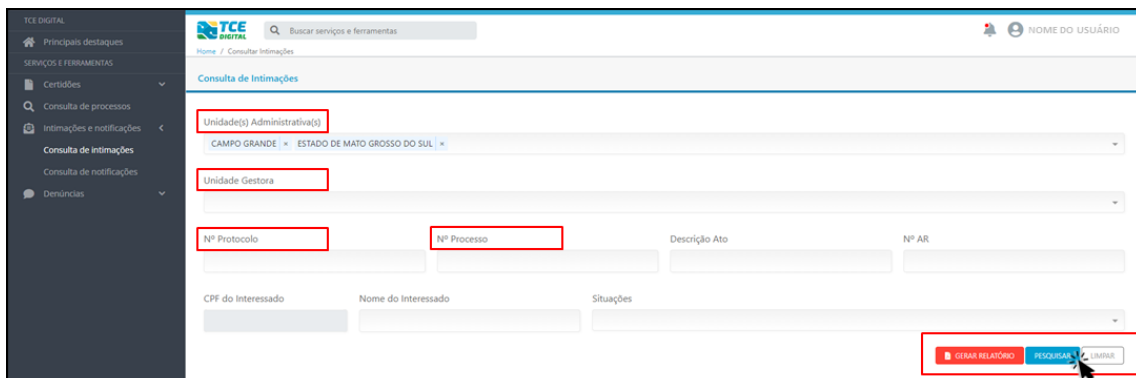 TCE DIGITAL
Principais destaques
SERVIÇOS E FERRAMENTAS
Certidões
Consulta de processos
Intimações e notificações
Consulta de intimações
Consulta de notificações
Denúncias
TCE
DIGITAL
Buscar serviços e ferramentas
NOME DO USUÁRIO
Home / Consultar Intimações
Consulta de Intimações
Unidade(s) Administrativa(s)
CAMPO GRANDE × ESTADO DE MATO GROSSO DO SUL ×
Unidade Gestora
Nº Protocolo Nº Processo Descrição Ato Nº AR
CPF do Interessado Nome do Interessado Situações
GERAR RELATÓRIO PESQUISAR LIMPAR